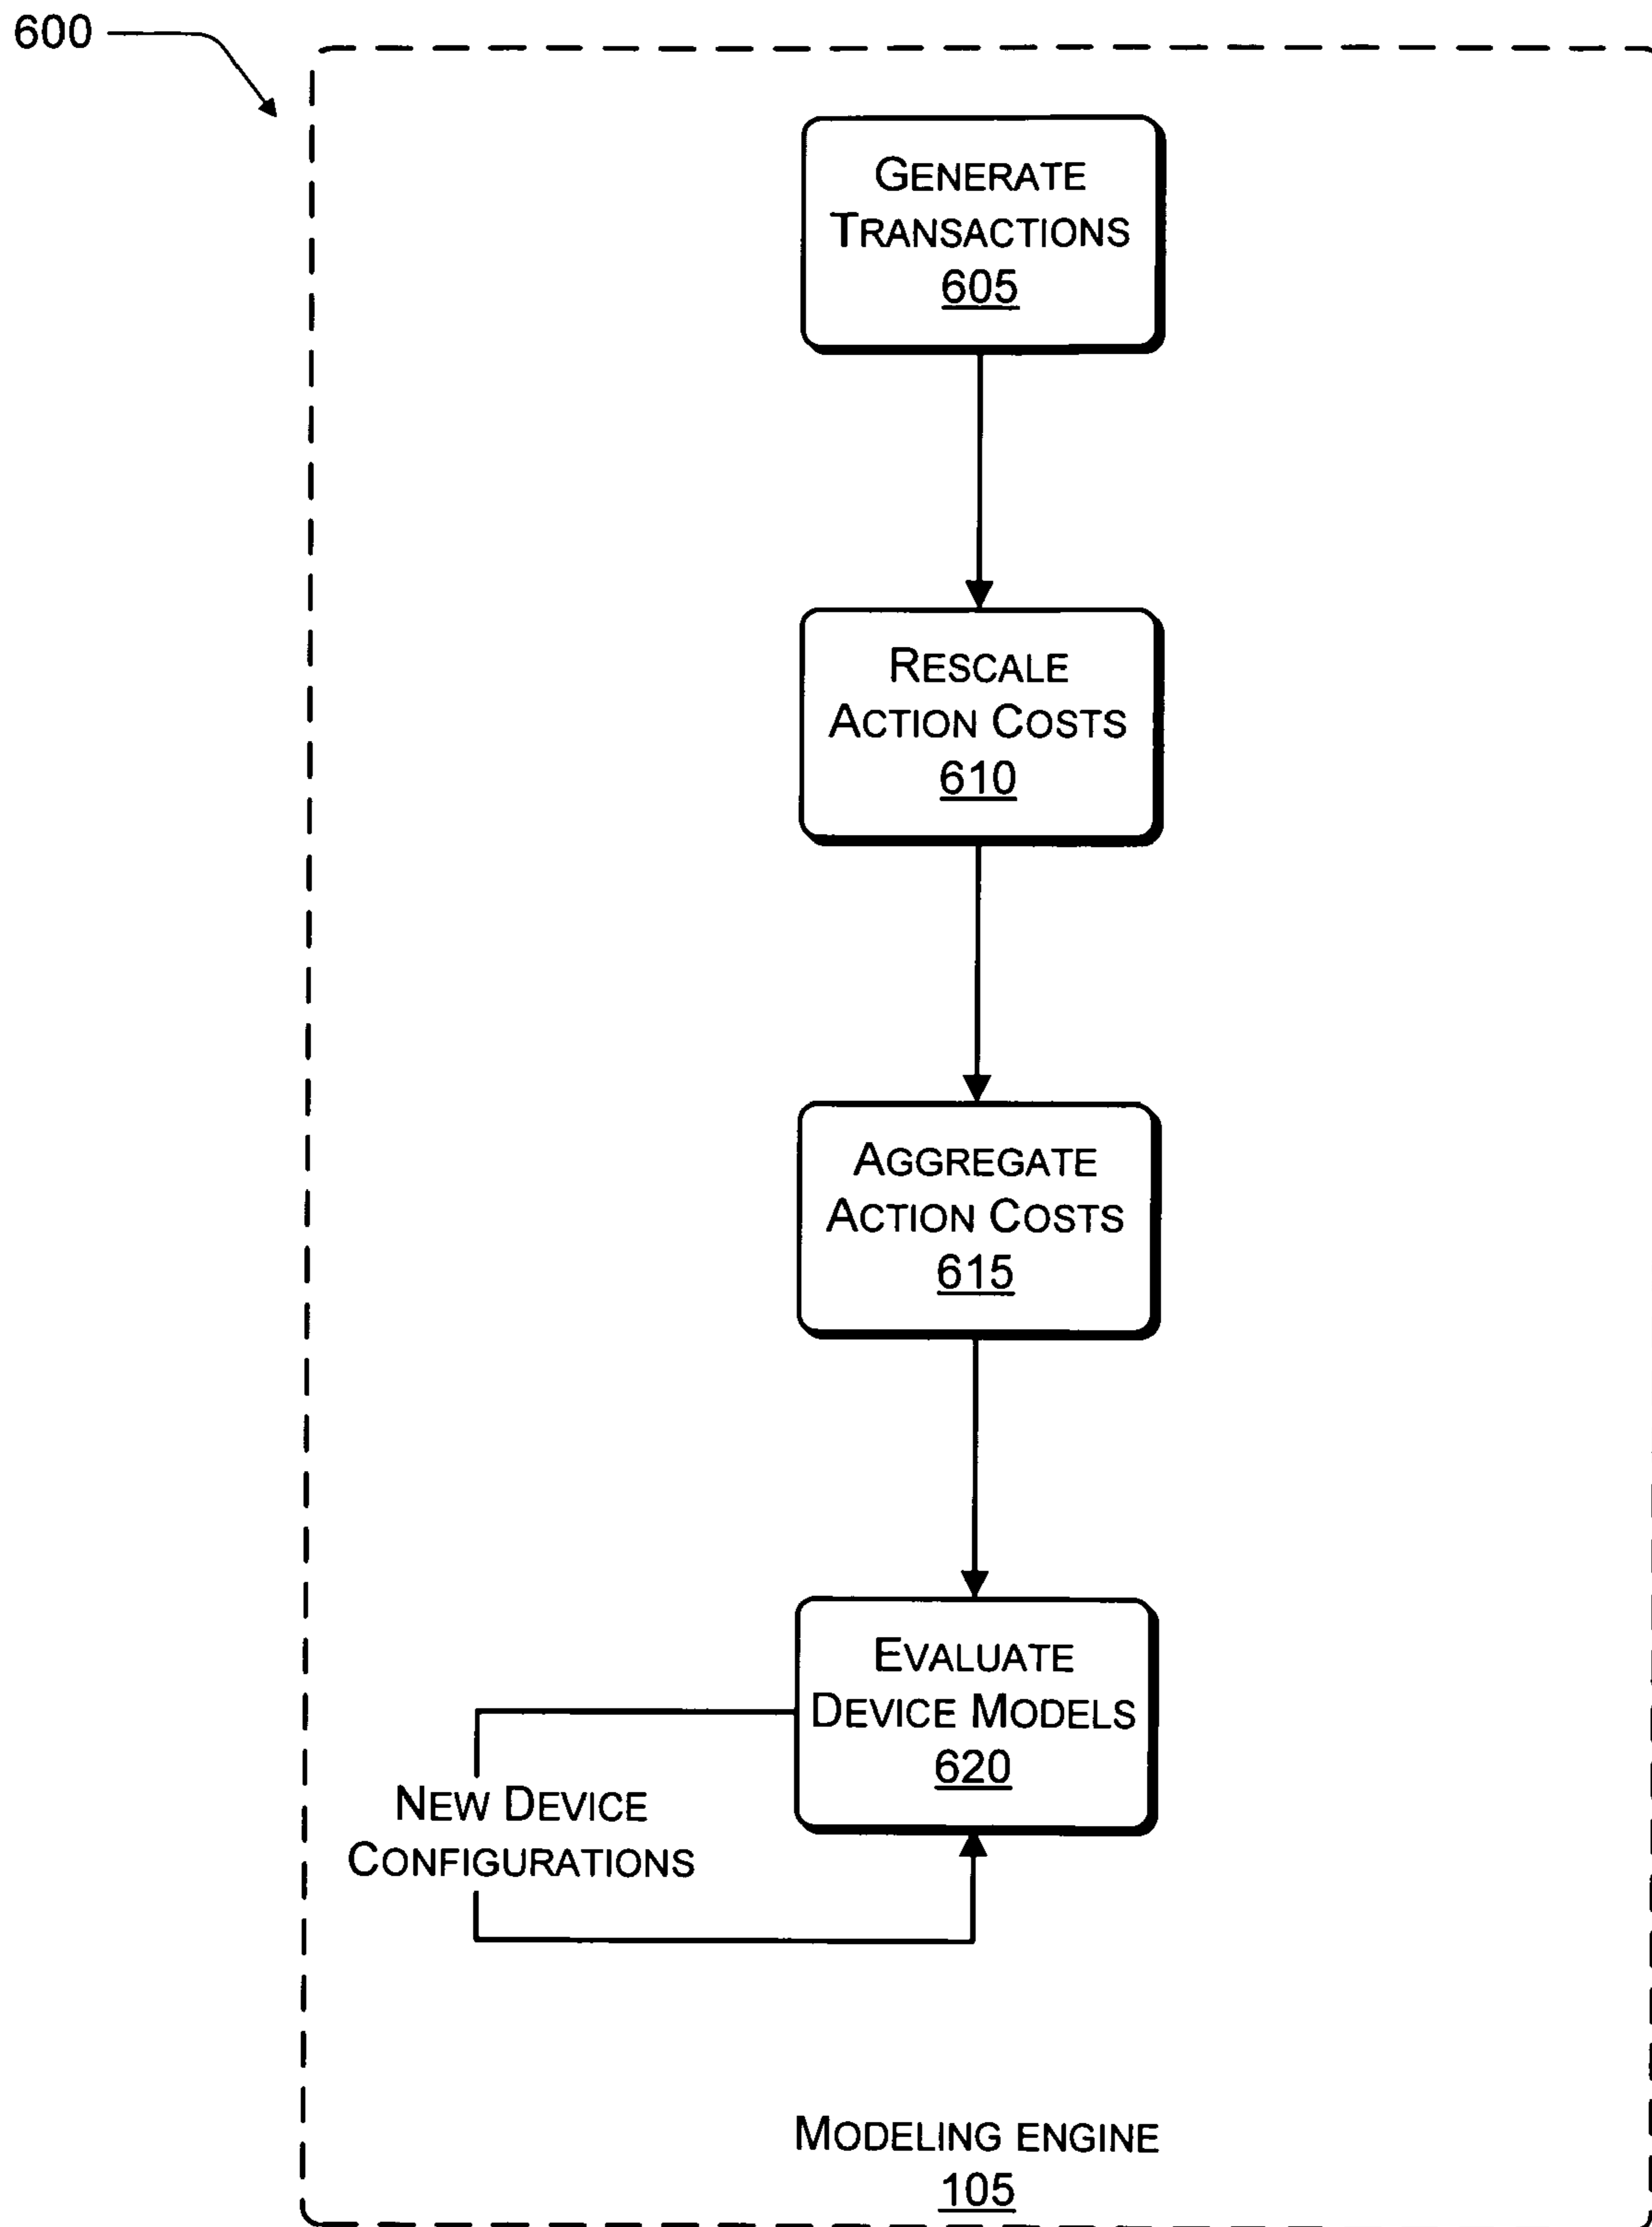 600
GENERATE
TRANSACTIONS
605
RESCALE
ACTION COSTS
610
AGGREGATE
ACTION COSTS
615
EVALUATE
DEVICE MODELS
620
NEW DEVICE
CONFIGURATIONS
MODELING ENGINE
105